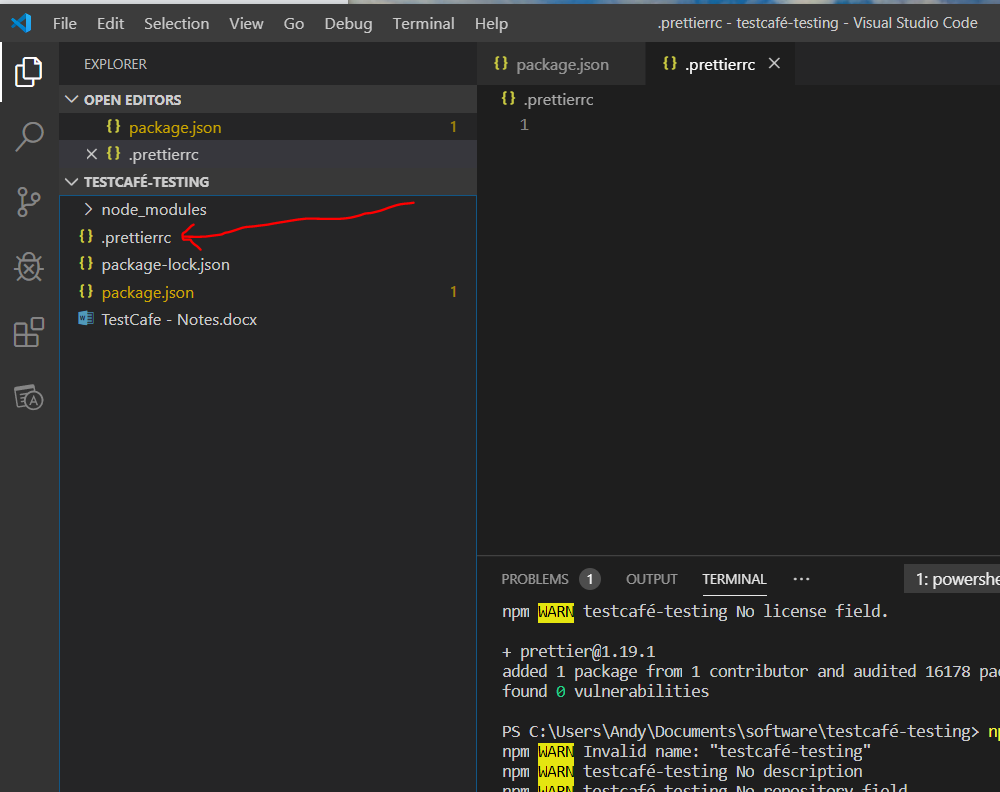 File Edit Selection View Go Debug Terminal Help .prettierrc - testcafé-testing - Visual Studio Code
EXPLORER
OPEN EDITORS
{} package.json 1
{} .prettierrc
TESTCAFÉ-TESTING
node_modules
{} .prettierrc
{} package-lock.json
{} package.json 1
TestCafe - Notes.docx
{} package.json {} .prettierrc
{} .prettierrc
1
PROBLEMS 1 OUTPUT TERMINAL ··· 1: powershe
npm WARN testcafé-testing No license field.
+ prettier@1.19.1
added 1 package from 1 contributor and audited 16178 pac
found 0 vulnerabilities
PS C:\Users\Andy\Documents\software\testcafé-testing> np
npm WARN Invalid name: "testcafé-testing"
npm WARN testcafé-testing No description
npm WARN testcafé-testing No repository field